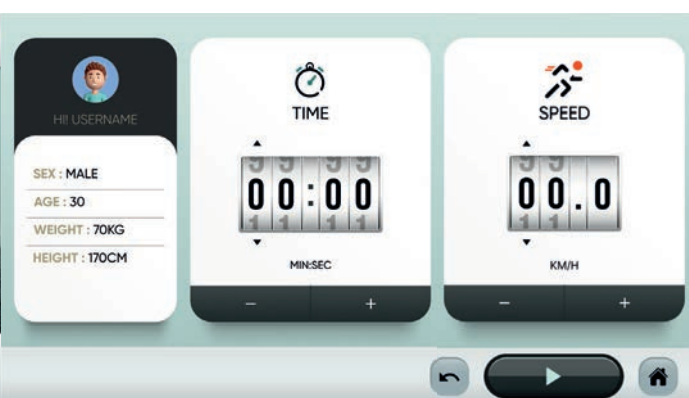 HI! USERNAME
SEX : MALE
AGE : 30
WEIGHT : 70KG
HEIGHT : 170CM
TIME
00:00
MIN:SEC
- +
SPEED
00.0
KM/H
- +